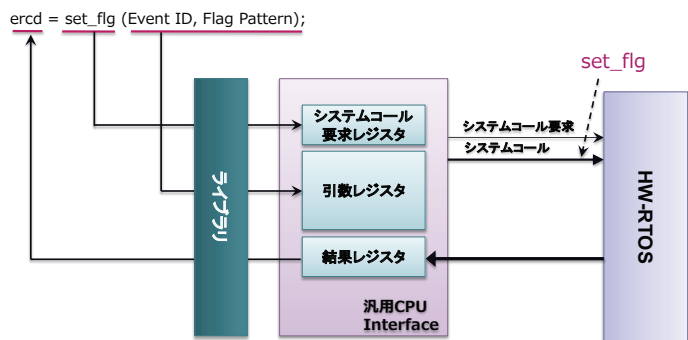 ercd = set_flg (Event ID, Flag Pattern);
set_flg
ライブラリ
システムコール
要求レジスタ
システムコール要求
システムコール
引数レジスタ
HW-RTOS
結果レジスタ
汎用CPU
Interface